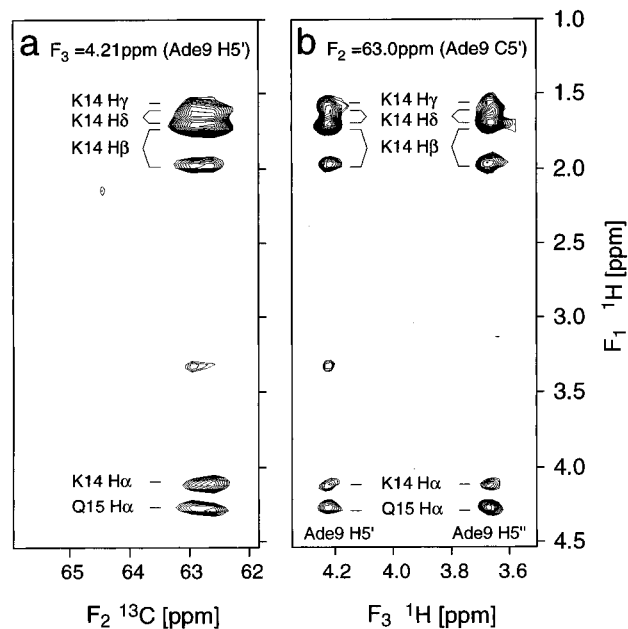 a F₃ =4.21ppm (Ade9 H5')
b F₂ =63.0ppm (Ade9 C5')
K14 Hγ
K14 Hδ
K14 Hβ
K14 Hα
Q15 Hα
K14 Hγ
K14 Hδ
K14 Hβ
K14 Hα
Q15 Hα
Ade9 H5'
Ade9 H5''
1.0
1.5
2.0
2.5
3.0
3.5
4.0
4.5
F₁ ¹H [ppm]
65 64 63 62
4.2 4.0 3.8 3.6
F₂ ¹³C [ppm]
F₃ ¹H [ppm]